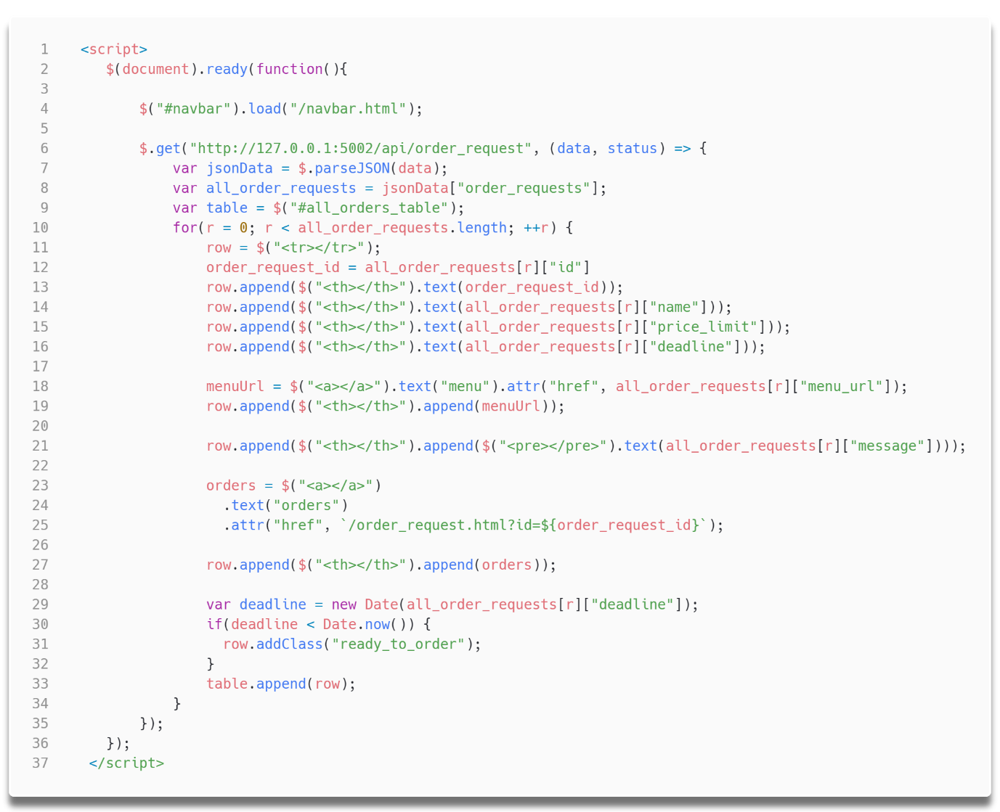 1 <script>
2 $(document).ready(function(){
3
4 $("#navbar").load("/navbar.html");
5
6 $.get("http://127.0.0.1:5002/api/order_request", (data, status) => {
7 var jsonData = $.parseJSON(data);
8 var all_order_requests = jsonData["order_requests"];
9 var table = $("#all_orders_table");
10 for(r = 0; r < all_order_requests.length; ++r) {
11 row = $("<tr></tr>");
12 order_request_id = all_order_requests[r]["id"]
13 row.append($("<th></th>").text(order_request_id));
14 row.append($("<th></th>").text(all_order_requests[r]["name"]));
15 row.append($("<th></th>").text(all_order_requests[r]["price_limit"]));
16 row.append($("<th></th>").text(all_order_requests[r]["deadline"]));
17
18 menuUrl = $("<a></a>").text("menu").attr("href", all_order_requests[r]["menu_url"]);
19 row.append($("<th></th>").append(menuUrl));
20
21 row.append($("<th></th>").append($("<pre></pre>").text(all_order_requests[r]["message"])));
22
23 orders = $("<a></a>")
24 .text("orders")
25 .attr("href", `/order_request.html?id=${order_request_id}`);
26
27 row.append($("<th></th>").append(orders));
28
29 var deadline = new Date(all_order_requests[r]["deadline"]);
30 if(deadline < Date.now()) {
31 row.addClass("ready_to_order");
32 }
33 table.append(row);
34 }
35 });
36 });
37 </script>